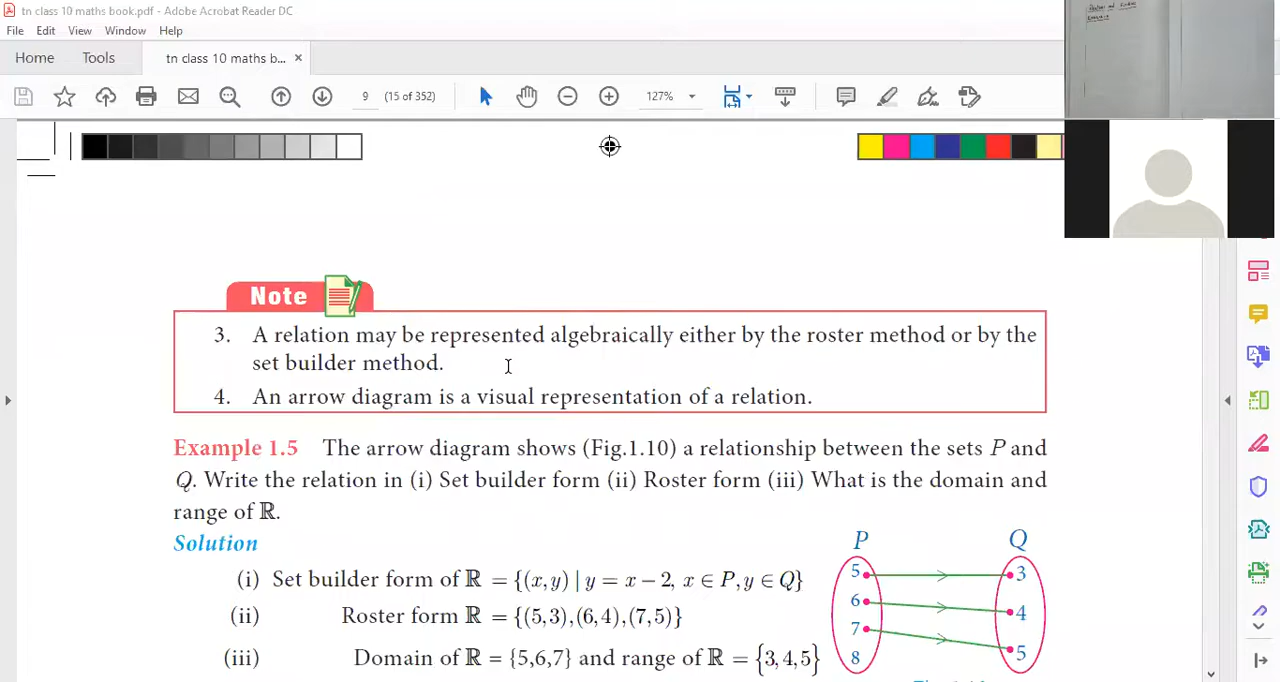 tn class 10 maths book.pdf - Adobe Acrobat Reader DC
File Edit View Window Help
Home Tools tn class 10 maths b... ×
9 (15 of 352) 127%
Note
3. A relation may be represented algebraically either by the roster method or by the
set builder method.
4. An arrow diagram is a visual representation of a relation.
Example 1.5 The arrow diagram shows (Fig.1.10) a relationship between the sets P and
Q. Write the relation in (i) Set builder form (ii) Roster form (iii) What is the domain and
range of ℝ.
Solution
(i) Set builder form of ℝ = {(x,y) | y = x − 2, x ∈ P, y ∈ Q}
(ii) Roster form ℝ = {(5,3),(6,4),(7,5)}
(iii) Domain of ℝ = {5,6,7} and range of ℝ = {3,4,5}
P Q
5 3
6 4
7 5
8